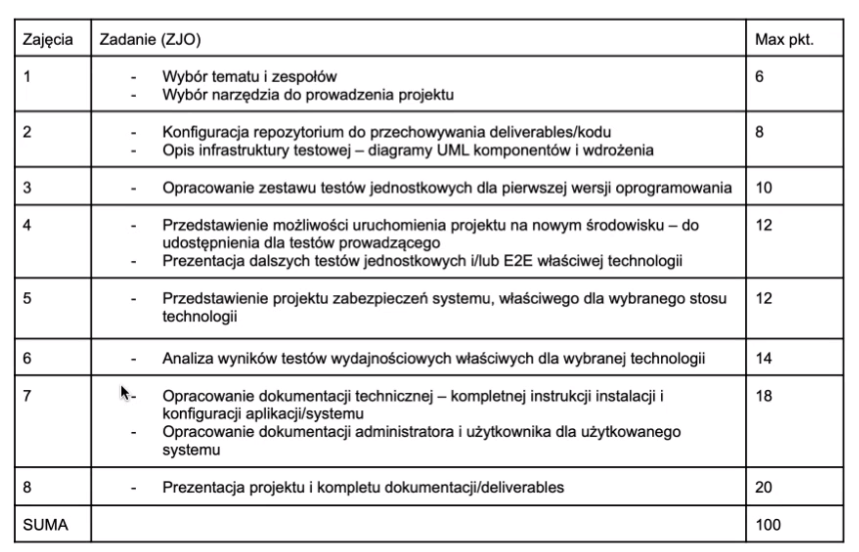 Zajęcia Zadanie (ZJO) Max pkt.
1 - Wybór tematu i zespołów 6
- Wybór narzędzia do prowadzenia projektu
2 - Konfiguracja repozytorium do przechowywania deliverables/kodu 8
- Opis infrastruktury testowej – diagramy UML komponentów i wdrożenia
3 - Opracowanie zestawu testów jednostkowych dla pierwszej wersji oprogramowania 10
4 - Przedstawienie możliwości uruchomienia projektu na nowym środowisku – do 12
udostępnienia dla testów prowadzącego
- Prezentacja dalszych testów jednostkowych i/lub E2E właściwej technologii
5 - Przedstawienie projektu zabezpieczeń systemu, właściwego dla wybranego stosu 12
technologii
6 - Analiza wyników testów wydajnościowych właściwych dla wybranej technologii 14
7 - Opracowanie dokumentacji technicznej – kompletnej instrukcji instalacji i 18
konfiguracji aplikacji/systemu
- Opracowanie dokumentacji administratora i użytkownika dla użytkowanego
systemu
8 - Prezentacja projektu i kompletu dokumentacji/deliverables 20
SUMA 100